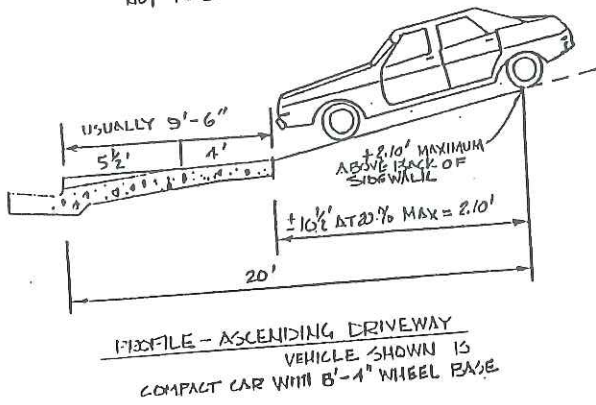 USUALLY 9'-6"
5½' 4'
±2.10' MAXIMUM
ABOVE BACK OF
SIDEWALK
±10½' AT 20% MAX = 2.10'
20'
PROFILE - ASCENDING DRIVEWAY
VEHICLE SHOWN IS
COMPACT CAR WITH 8'-4" WHEEL BASE